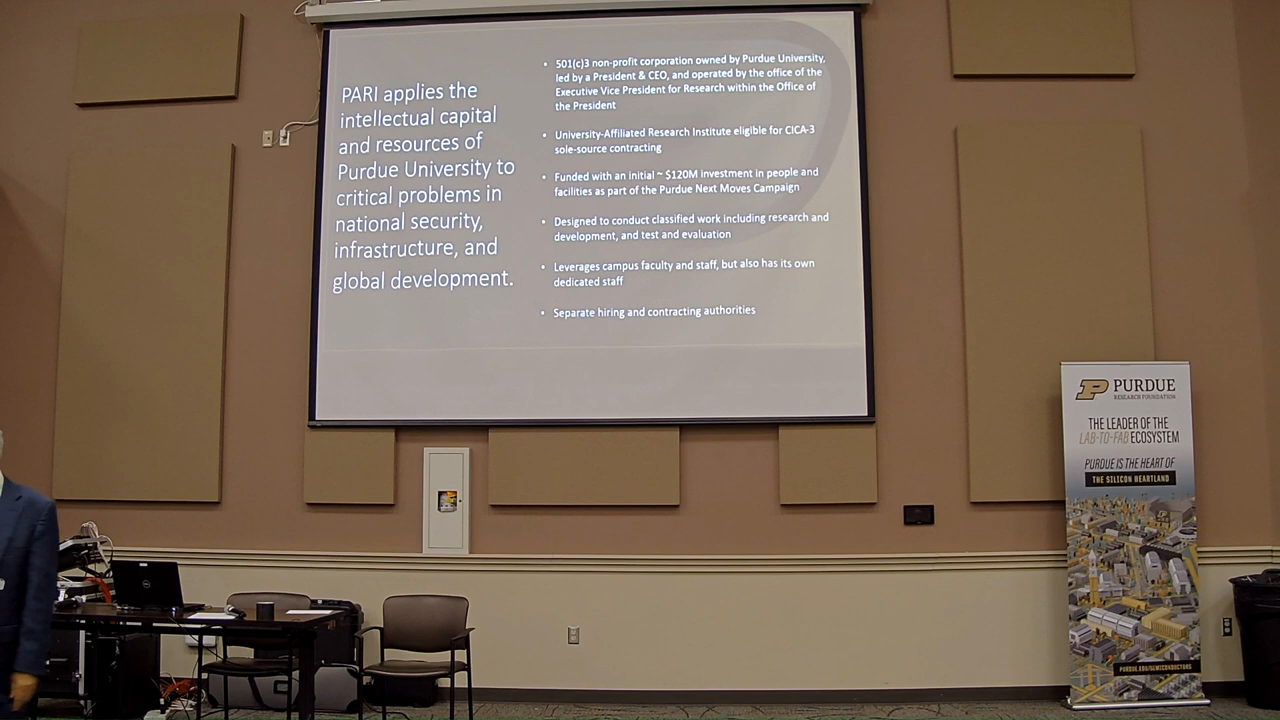 PARI applies the
intellectual capital
and resources of
Purdue University to
critical problems in
national security,
infrastructure, and
global development.
• 501(c)3 non-profit corporation owned by Purdue University,
led by a President & CEO, and operated by the office of the
Executive Vice President for Research within the Office of
the President
• University-Affiliated Research Institute eligible for CICA-3
sole-source contracting
• Funded with an initial ~ $120M investment in people and
facilities as part of the Purdue Next Moves Campaign
• Designed to conduct classified work including research and
development, and test and evaluation
• Leverages campus faculty and staff, but also has its own
dedicated staff
• Separate hiring and contracting authorities
P PURDUE
RESEARCH FOUNDATION
THE LEADER OF THE
LAB-TO-FAB ECOSYSTEM
PURDUE IS THE HEART OF
THE SILICON HEARTLAND
PURDUE.EDU/SEMICONDUCTORS
DELL